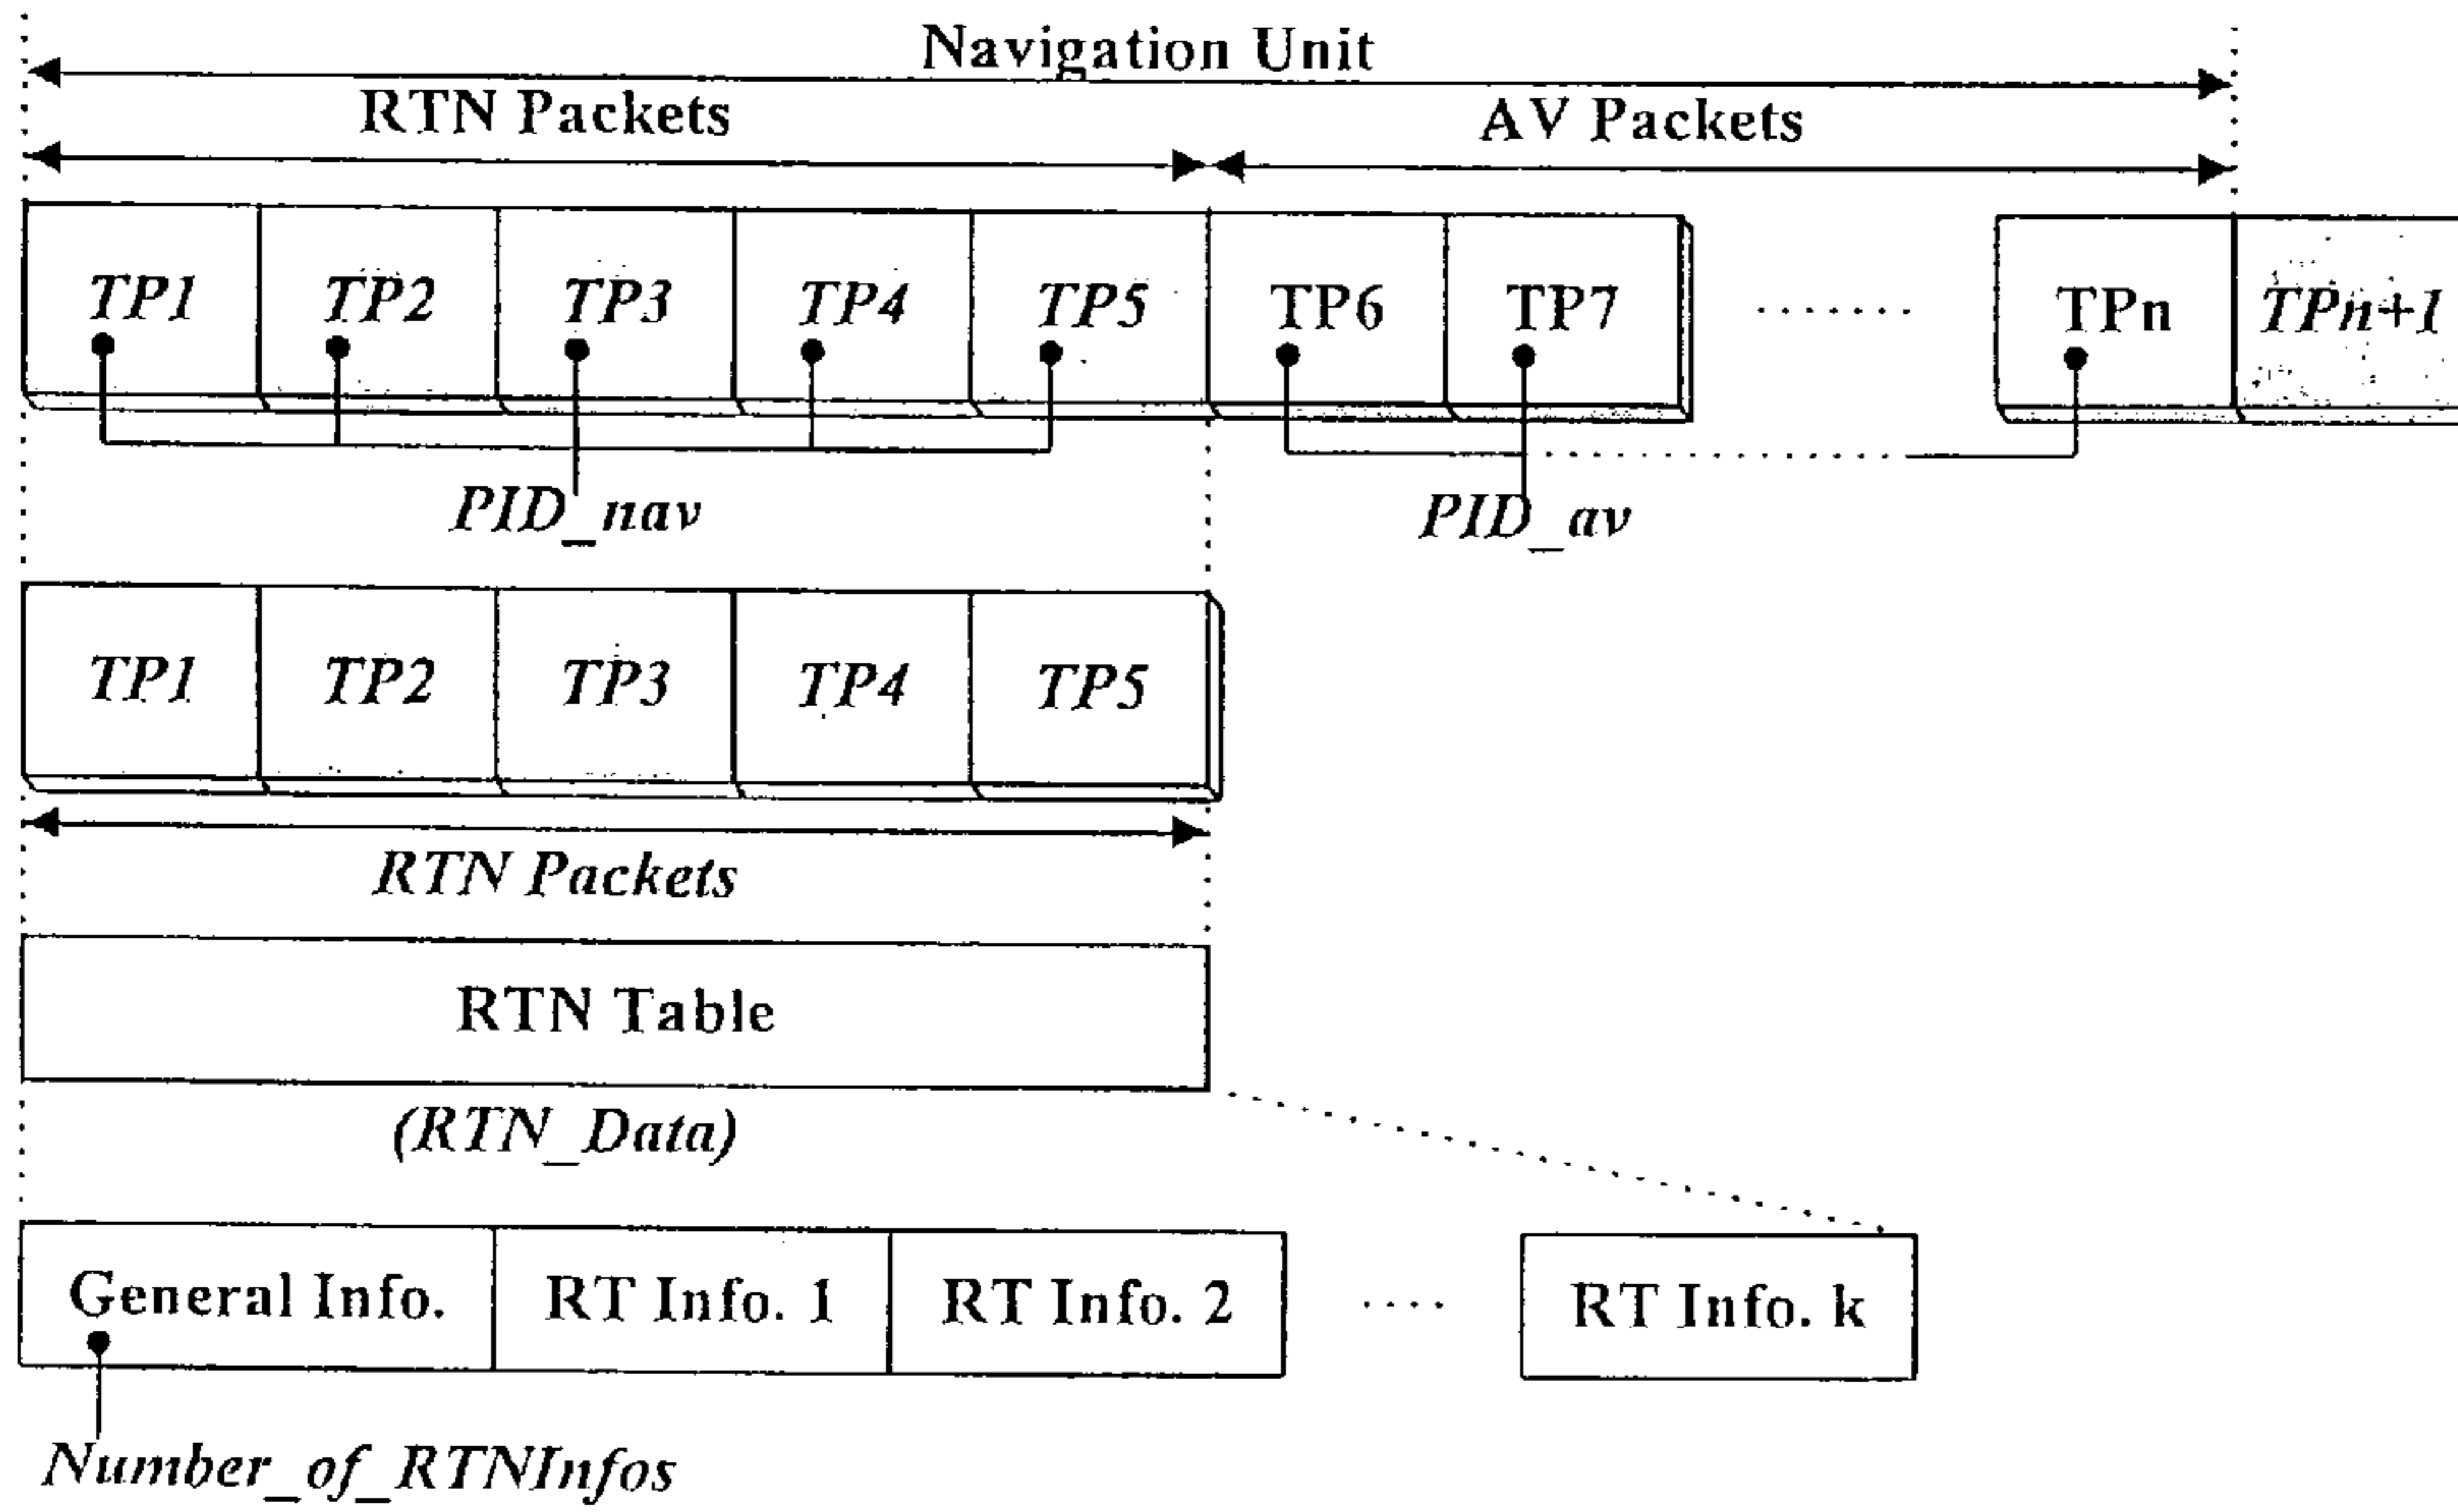 Navigation Unit
RTN Packets AV Packets
TP1 TP2 TP3 TP4 TP5 TP6 TP7 ....... TPn TPn+1
PID_nav PID_av
TP1 TP2 TP3 TP4 TP5
RTN Packets
RTN Table
(RTN_Data)
General Info. RT Info. 1 RT Info. 2 .... RT Info. k
Number_of_RTNInfos